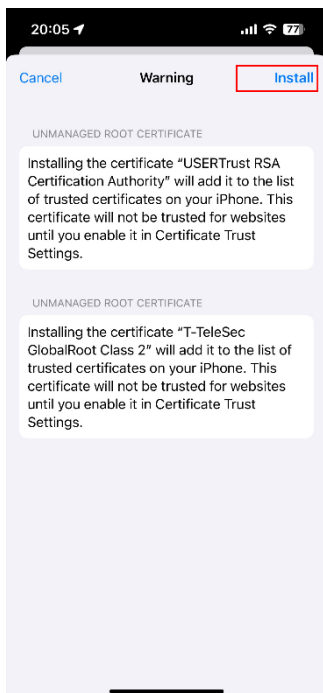 20:05 77
Cancel Warning Install
UNMANAGED ROOT CERTIFICATE
Installing the certificate “USERTrust RSA
Certification Authority” will add it to the list
of trusted certificates on your iPhone. This
certificate will not be trusted for websites
until you enable it in Certificate Trust
Settings.
UNMANAGED ROOT CERTIFICATE
Installing the certificate “T-TeleSec
GlobalRoot Class 2” will add it to the list of
trusted certificates on your iPhone. This
certificate will not be trusted for websites
until you enable it in Certificate Trust
Settings.